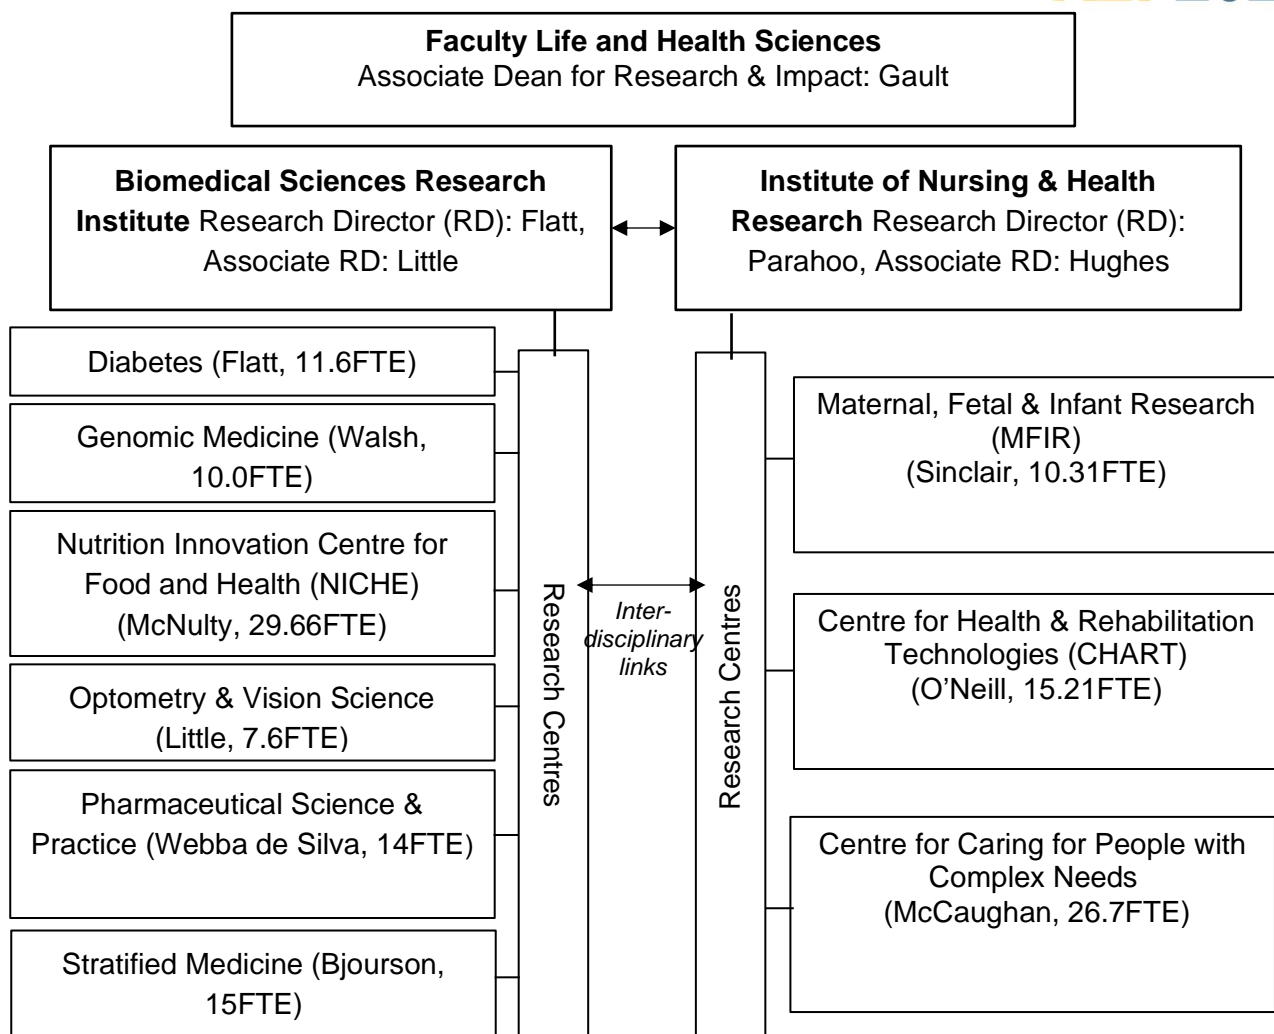 Faculty Life and Health Sciences
Associate Dean for Research & Impact: Gault
Biomedical Sciences Research
Institute Research Director (RD): Flatt,
Associate RD: Little
Institute of Nursing & Health
Research Research Director (RD):
Parahoo, Associate RD: Hughes
Diabetes (Flatt, 11.6FTE)
Genomic Medicine (Walsh,
10.0FTE)
Nutrition Innovation Centre for
Food and Health (NICHE)
(McNulty, 29.66FTE)
Optometry & Vision Science
(Little, 7.6FTE)
Pharmaceutical Science &
Practice (Webba de Silva, 14FTE)
Stratified Medicine (Bjourson,
15FTE)
Research Centres
Inter-
disciplinary
links
Research Centres
Maternal, Fetal & Infant Research
(MFIR)
(Sinclair, 10.31FTE)
Centre for Health & Rehabilitation
Technologies (CHART)
(O’Neill, 15.21FTE)
Centre for Caring for People with
Complex Needs
(McCaughan, 26.7FTE)